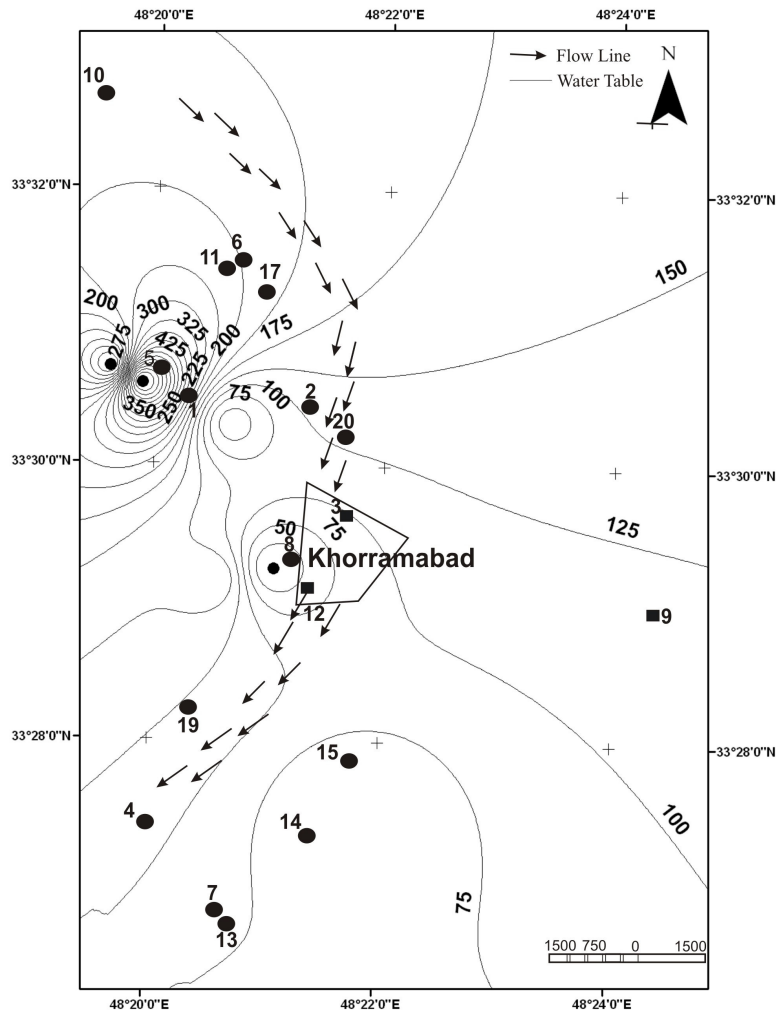 48°20'0"E
48°22'0"E
48°24'0"E
Flow Line
N
Water Table
10
33°32'0"N
33°32'0"N
6
11
17
150
200
300
275
325
175
200
425
5
225
350
250
1
75
100
2
20
33°30'0"N
33°30'0"N
3
75
125
50
8
Khorramabad
12
9
19
33°28'0"N
33°28'0"N
15
4
14
100
7
75
13
1500 750 0 1500
48°20'0"E
48°22'0"E
48°24'0"E